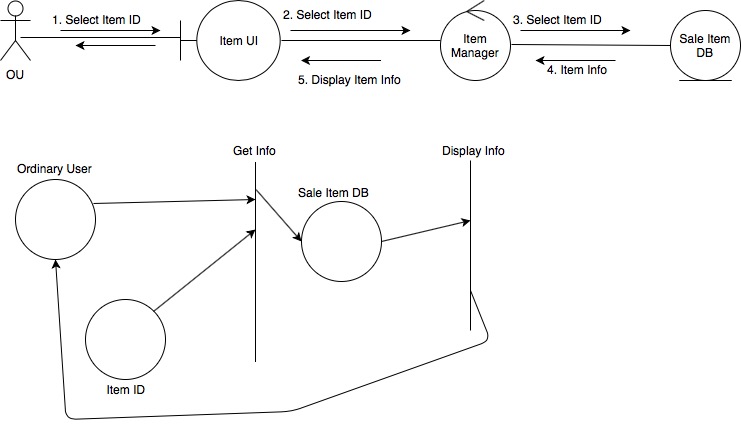 1. Select Item ID
2. Select Item ID
3. Select Item ID
OU
Item UI
Item
Manager
Sale Item
DB
5. Display Item Info
4. Item Info
Get Info
Display Info
Ordinary User
Sale Item DB
Item ID